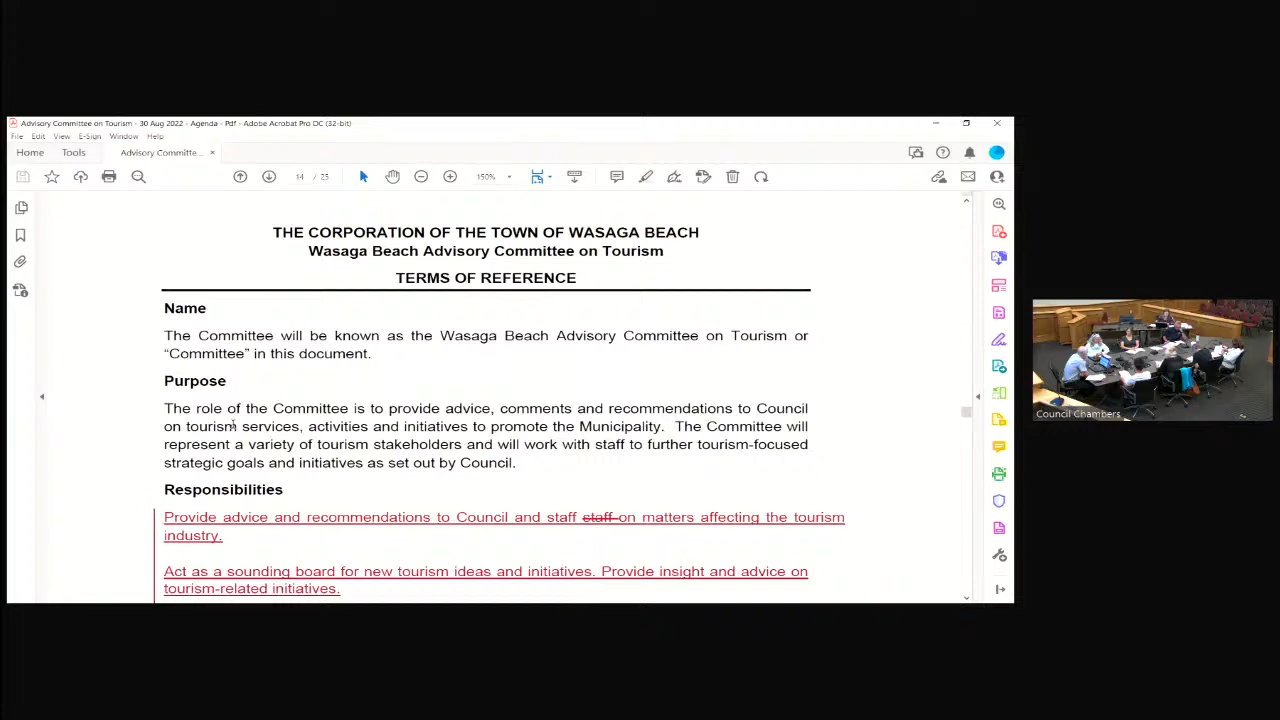 Advisory Committee on Tourism - 30 Aug 2022 - Agenda - Pdf - Adobe Acrobat Pro DC (32-bit)
File Edit View E-Sign Window Help
Home Tools Advisory Committe... ×
14 / 25 150%
THE CORPORATION OF THE TOWN OF WASAGA BEACH
Wasaga Beach Advisory Committee on Tourism
TERMS OF REFERENCE
Name
The Committee will be known as the Wasaga Beach Advisory Committee on Tourism or
“Committee” in this document.
Purpose
The role of the Committee is to provide advice, comments and recommendations to Council
on tourism services, activities and initiatives to promote the Municipality. The Committee will
represent a variety of tourism stakeholders and will work with staff to further tourism-focused
strategic goals and initiatives as set out by Council.
Responsibilities
Provide advice and recommendations to Council and staff staff on matters affecting the tourism
industry.
Act as a sounding board for new tourism ideas and initiatives. Provide insight and advice on
tourism-related initiatives.
Council Chambers